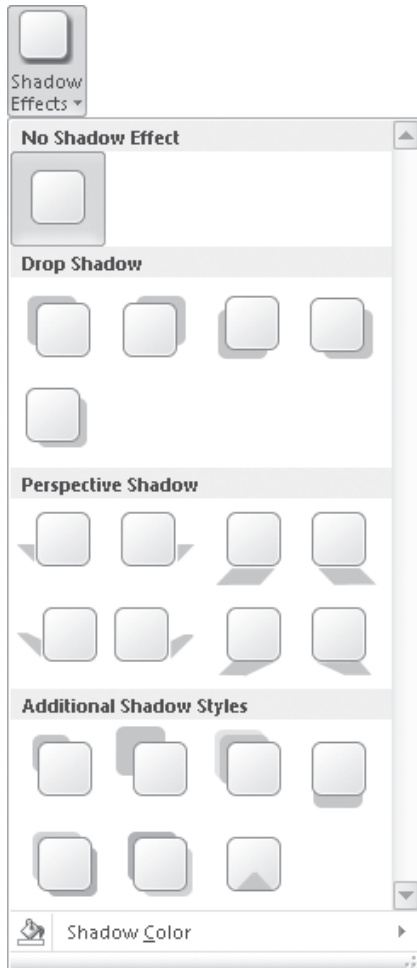 Shadow
Effects
No Shadow Effect
Drop Shadow
Perspective Shadow
Additional Shadow Styles
Shadow Color